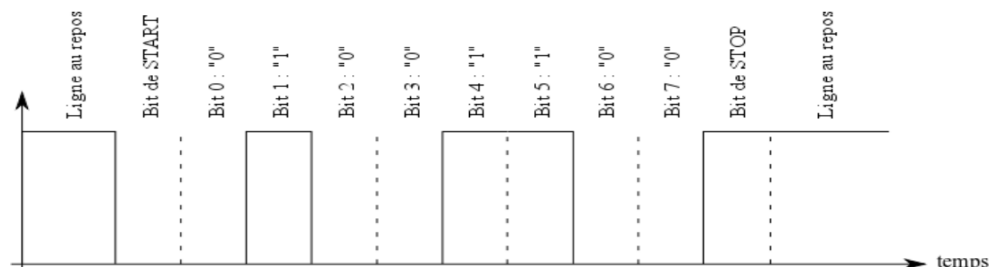 Ligne au repos
Bit de START
Bit 0 : "0"
Bit 1 : "1"
Bit 2 : "0"
Bit 3 : "0"
Bit 4 : "1"
Bit 5 : "1"
Bit 6 : "0"
Bit 7 : "0"
Bit de STOP
Ligne au repos
temps